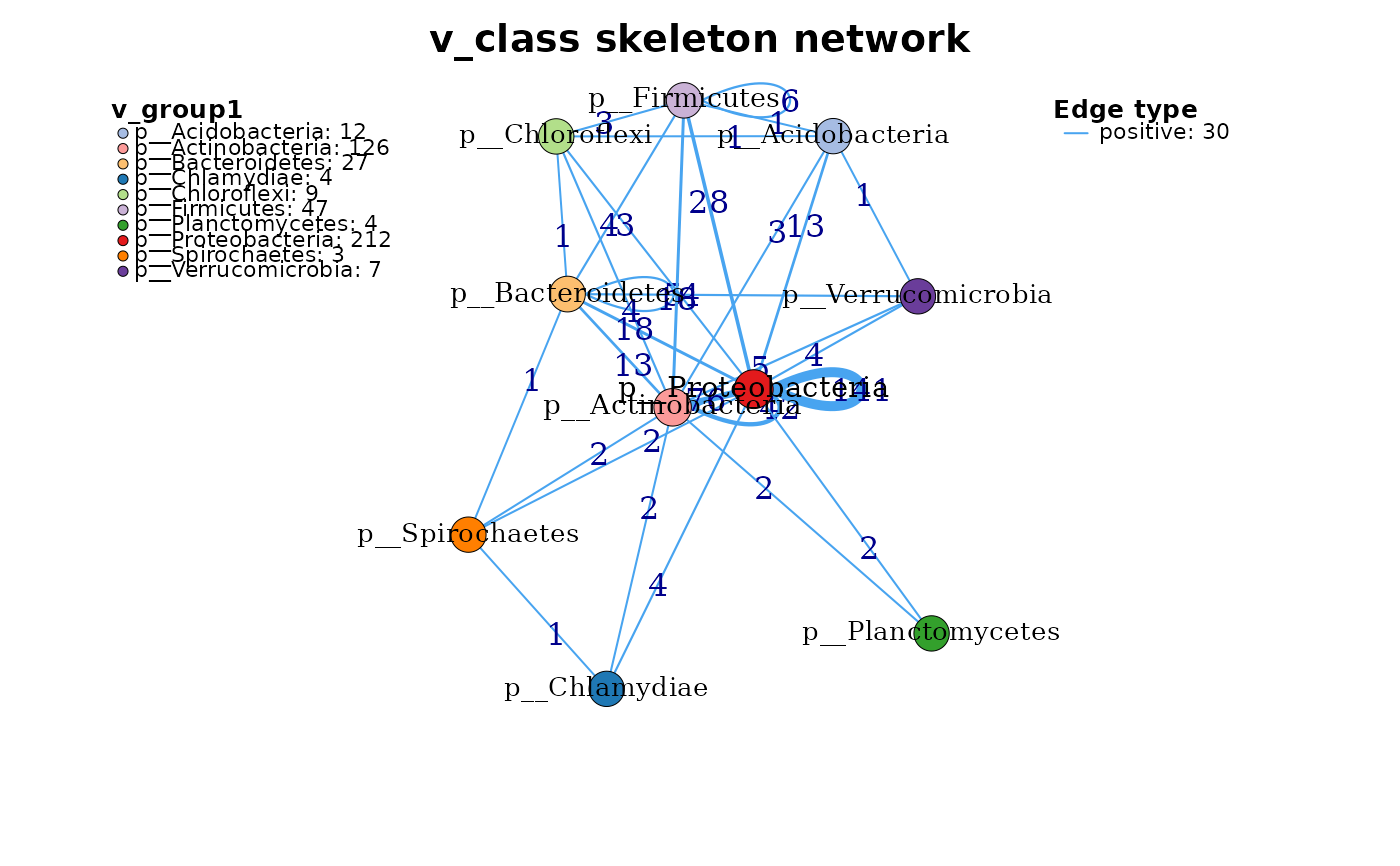 v_class skeleton network
v_group1
p__Acidobacteria: 12
p__Actinobacteria: 126
p__Bacteroidetes: 27
p__Chlamydiae: 4
p__Chloroflexi: 9
p__Firmicutes: 47
p__Planctomycetes: 4
p__Proteobacteria: 212
p__Spirochaetes: 3
p__Verrucomicrobia: 7
Edge type
positive: 30
p__Firmicutes
6
3
1
1
p__Chloroflexi
p__Acidobacteria
1
28
1
43
3
13
p__Bacteroidetes
4
p__Verrucomicrobia
4
18
13
5
4
1
p__Proteobacteria
141
p__Actinobacteria
76
42
2
2
2
2
p__Spirochaetes
2
4
1
p__Planctomycetes
p__Chlamydiae